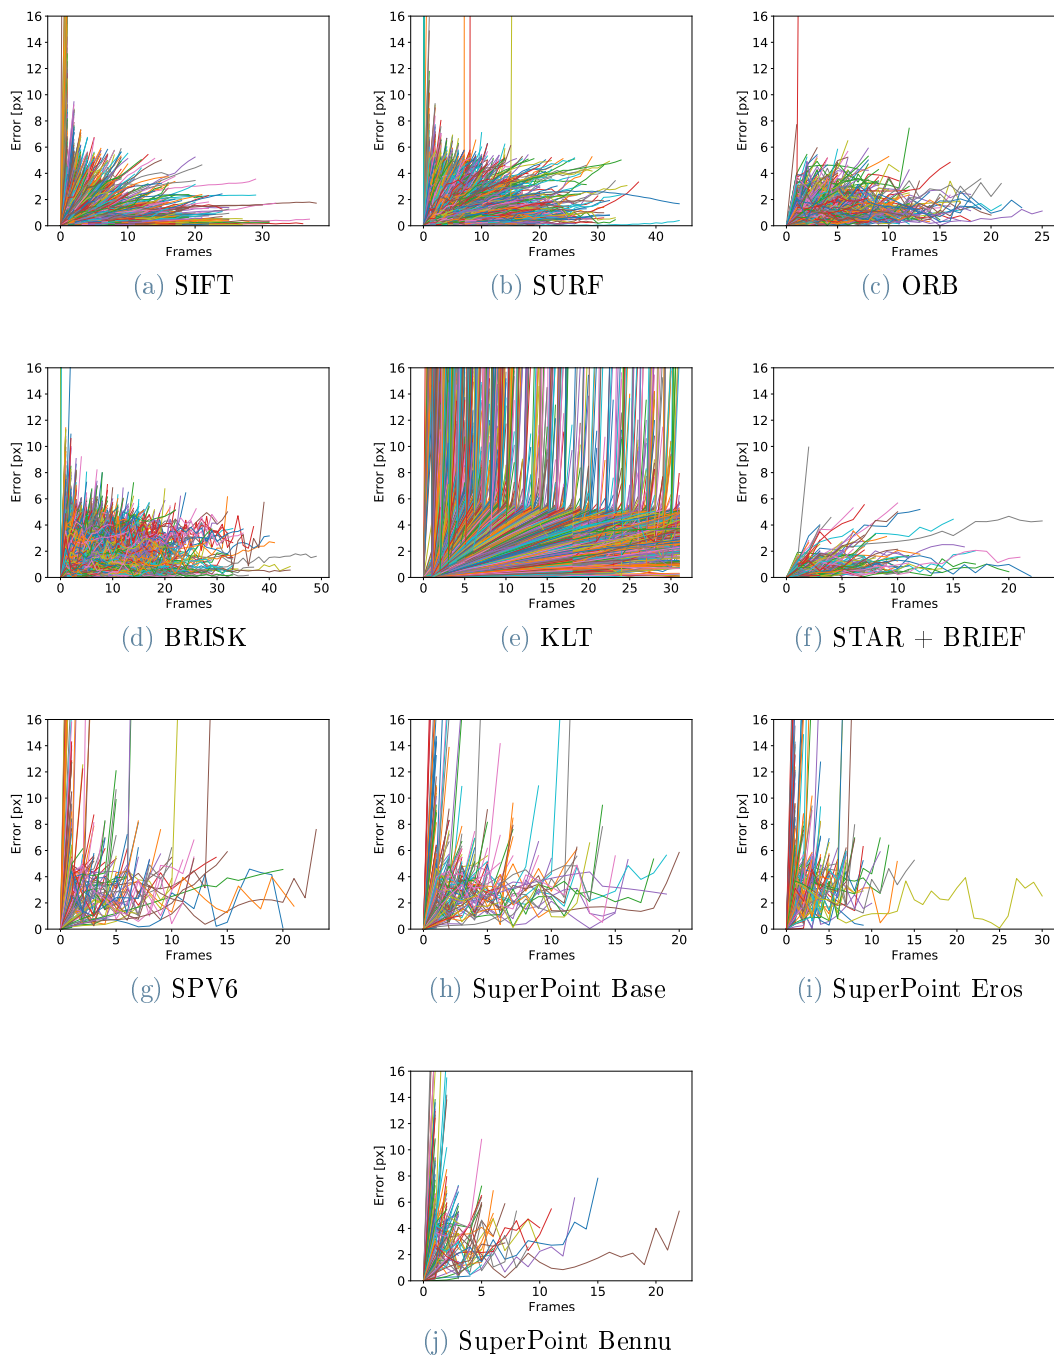 16
14
12
10
8
6
4
2
0
Error [px]
0 10 20 30
Frames
(a) SIFT
16
14
12
10
8
6
4
2
0
Error [px]
0 10 20 30 40
Frames
(b) SURF
16
14
12
10
8
6
4
2
0
Error [px]
0 5 10 15 20 25
Frames
(c) ORB
16
14
12
10
8
6
4
2
0
Error [px]
0 10 20 30 40 50
Frames
(d) BRISK
16
14
12
10
8
6
4
2
0
Error [px]
0 5 10 15 20 25 30
Frames
(e) KLT
16
14
12
10
8
6
4
2
0
Error [px]
0 5 10 15 20
Frames
(f) STAR + BRIEF
16
14
12
10
8
6
4
2
0
Error [px]
0 5 10 15 20
Frames
(g) SPV6
16
14
12
10
8
6
4
2
0
Error [px]
0 5 10 15 20
Frames
(h) SuperPoint Base
16
14
12
10
8
6
4
2
0
Error [px]
0 5 10 15 20 25 30
Frames
(i) SuperPoint Eros
16
14
12
10
8
6
4
2
0
Error [px]
0 5 10 15 20
Frames
(j) SuperPoint Bennu